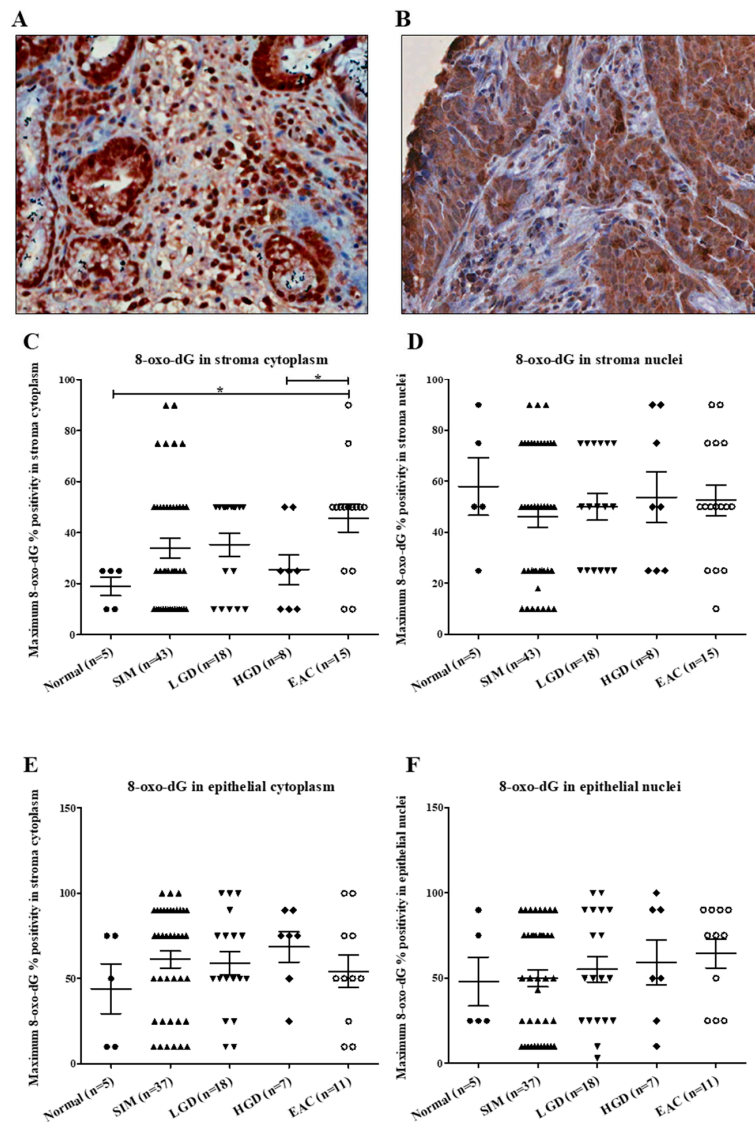 A
B
C
8-oxo-dG in stroma cytoplasm
Maximum 8-oxo-dG % positivity in stroma cytoplasm
100
80
60
40
20
0
*
*
Normal (n=5)
SIM (n=43)
LGD (n=18)
HGD (n=8)
EAC (n=15)
D
8-oxo-dG in stroma nuclei
Maximum 8-oxo-dG % positivity in stroma nuclei
100
80
60
40
20
0
Normal (n=5)
SIM (n=43)
LGD (n=18)
HGD (n=8)
EAC (n=15)
E
8-oxo-dG in epithelial cytoplasm
Maximum 8-oxo-dG % positivity in stroma cytoplasm
150
100
50
0
Normal (n=5)
SIM (n=37)
LGD (n=18)
HGD (n=7)
EAC (n=11)
F
8-oxo-dG in epithelial nuclei
Maximum 8-oxo-dG % positivity in epithelial nuclei
150
100
50
0
Normal (n=5)
SIM (n=37)
LGD (n=18)
HGD (n=7)
EAC (n=11)